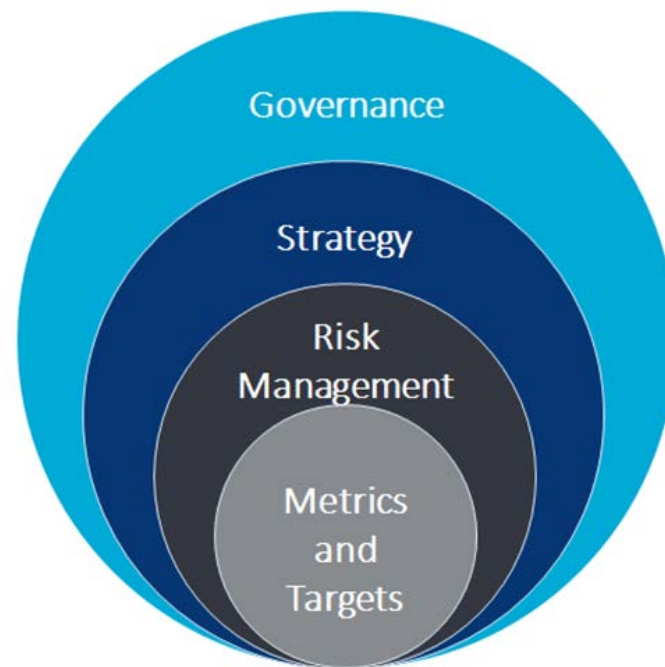 Governance
Strategy
Risk
Management
Metrics
and
Targets